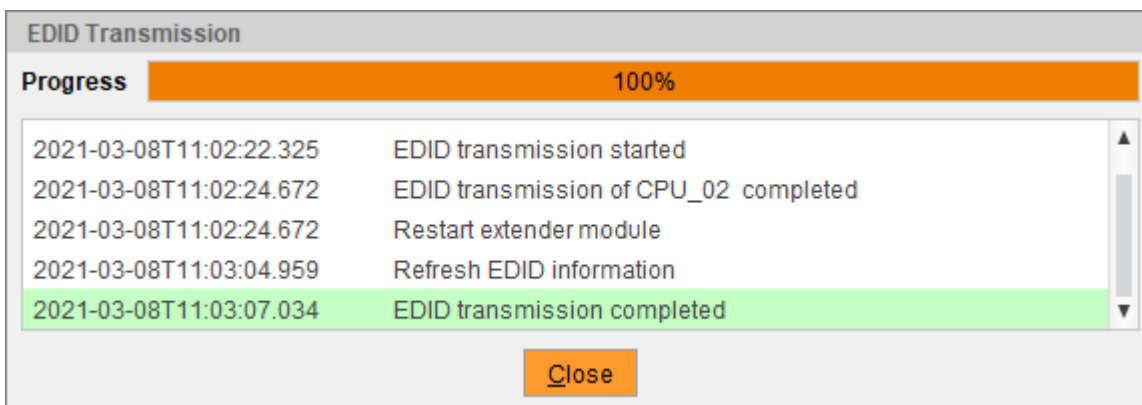 EDID Transmission
Progress 100%
2021-03-08T11:02:22.325 EDID transmission started
2021-03-08T11:02:24.672 EDID transmission of CPU_02 completed
2021-03-08T11:02:24.672 Restart extender module
2021-03-08T11:03:04.959 Refresh EDID information
2021-03-08T11:03:07.034 EDID transmission completed
Close